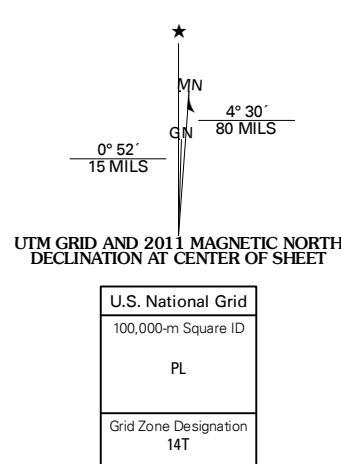 ★
MN
4° 30´
80 MILS
GN
0° 52´
15 MILS
UTM GRID AND 2011 MAGNETIC NORTH
DECLINATION AT CENTER OF SHEET
U.S. National Grid
100,000-m Square ID
PL
Grid Zone Designation
14T